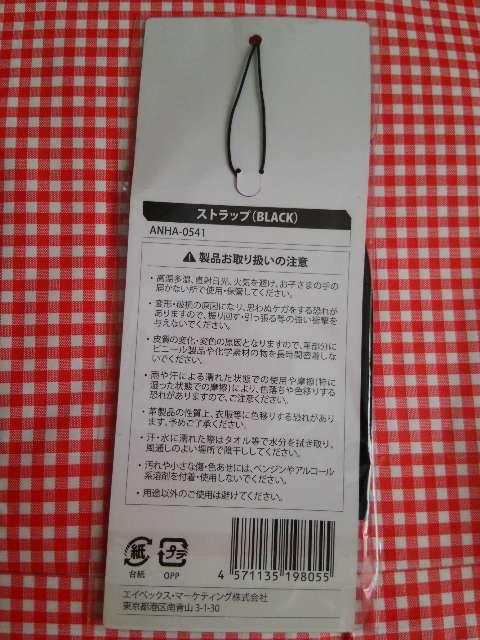 ストラップ(BLACK)
ANHA-0541
製品お取り扱いの注意
・高温多湿、直射日光、火気を避け、お子さまの手の
届かない所で使用・保管してください。
・変形・破損の原因になり、思わぬケガをする恐れが
ありますので、振り回す・引っ張る等の強い衝撃を
与えないでください。
・皮質の変化・変色の原因となりますので、革部分に
ビニール製品や化学素材の物を長時間密着しな
いでください。
・雨や汗による濡れた状態での使用や摩擦(特に
湿った状態での摩擦)により、色落ちや色移りする
恐れがありますので、ご注意ください。
・革製品の性質上、衣服等に色移りする恐れがあり
ます、予めご了承ください。
・汗・水に濡れた際はタオル等で水分を拭き取り、
風通しのよい場所で陰干ししてください。
・汚れや小さな傷・色あせには、ベンジンやアルコール
系溶剤を付着・使用しないでください。
・用途以外のご使用は避けてください。
紙
台紙
プラ
OPP
4 571135 198055
エイベックス・マーケティング株式会社
東京都港区南青山 3-1-30